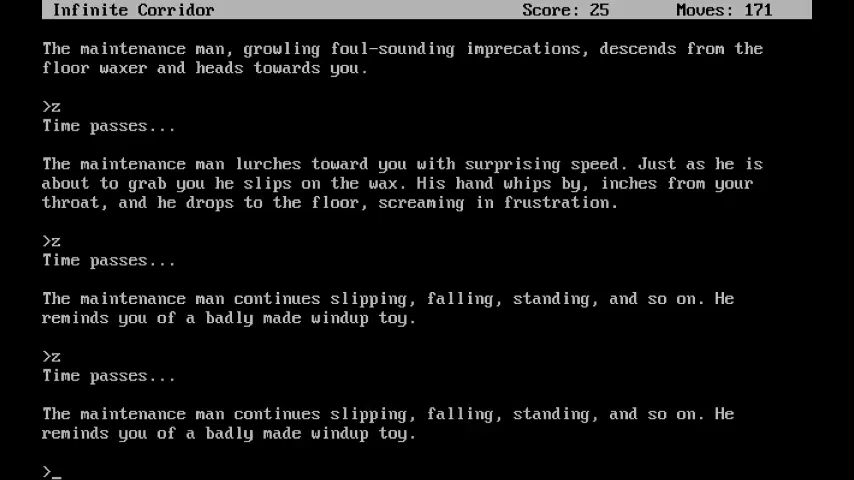 Infinite Corridor Score: 25 Moves: 171
The maintenance man, growling foul-sounding imprecations, descends from the
floor waxer and heads towards you.
>z
Time passes...
The maintenance man lurches toward you with surprising speed. Just as he is
about to grab you he slips on the wax. His hand whips by, inches from your
throat, and he drops to the floor, screaming in frustration.
>z
Time passes...
The maintenance man continues slipping, falling, standing, and so on. He
reminds you of a badly made windup toy.
>z
Time passes...
The maintenance man continues slipping, falling, standing, and so on. He
reminds you of a badly made windup toy.
>_